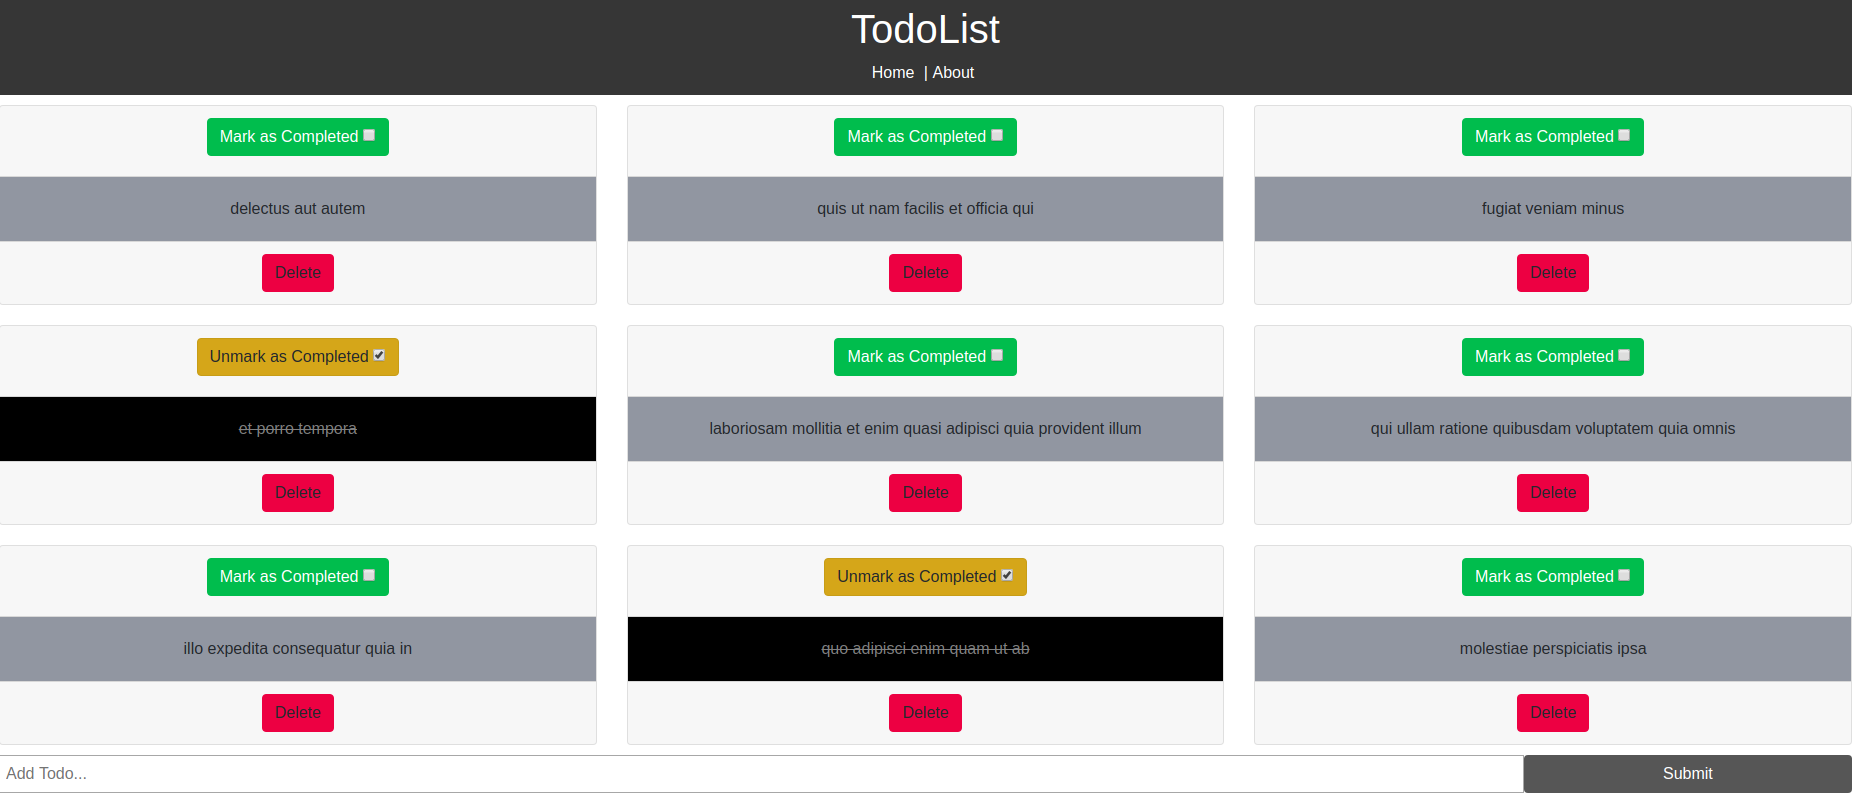 TodoList
Home | About
Mark as Completed
Mark as Completed
Mark as Completed
delectus aut autem
quis ut nam facilis et officia qui
fugiat veniam minus
Delete
Delete
Delete
Unmark as Completed
Mark as Completed
Mark as Completed
et porro tempora
laboriosam mollitia et enim quasi adipisci quia provident illum
qui ullam ratione quibusdam voluptatem quia omnis
Delete
Delete
Delete
Mark as Completed
Unmark as Completed
Mark as Completed
illo expedita consequatur quia in
quo adipisci enim quam ut ab
molestiae perspiciatis ipsa
Delete
Delete
Delete
Add Todo...
Submit